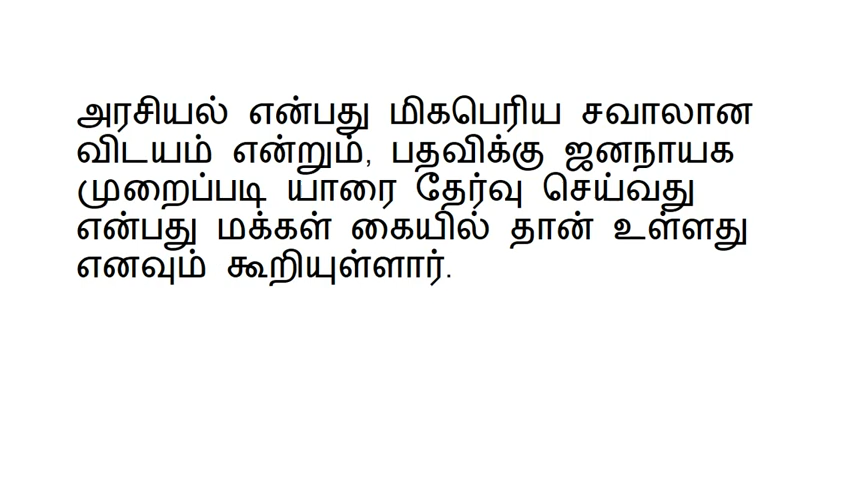 அரசியல் என்பது மிகபெரிய சவாலான
விடயம் என்றும், பதவிக்கு ஜனநாயக
முறைப்படி யாரை தேர்வு செய்வது
என்பது மக்கள் கையில் தான் உள்ளது
எனவும் கூறியுள்ளார்.